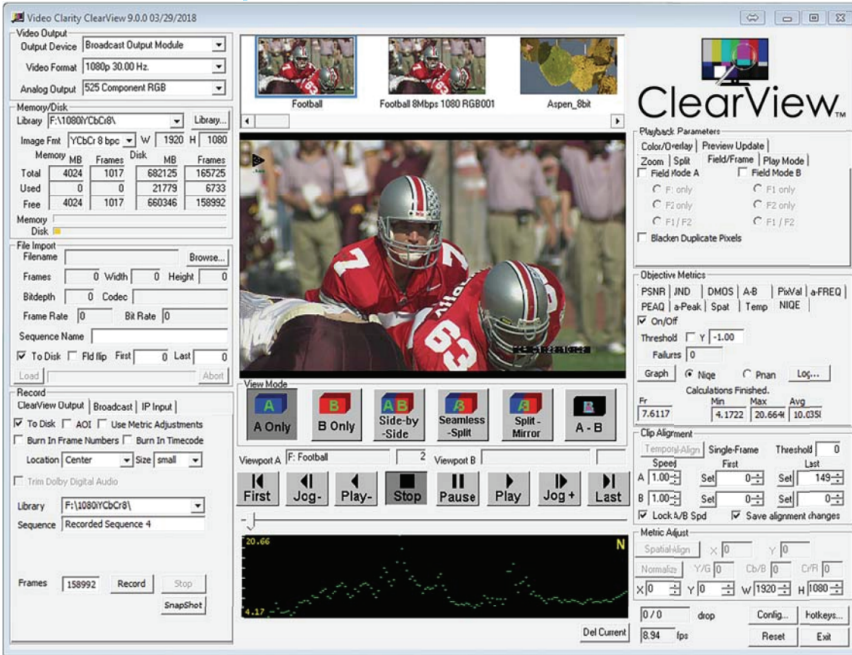 Video Clarity ClearView 9.0.0 03/29/2018
Video Output
Output Device Broadcast Output Module
Video Format 1080p 30.00 Hz.
Analog Output 525 Component RGB
Memory/Disk
Library F:\1080iYCbCr8\ Library...
Image Fmt YCbCr 8 bpc W 1920 H 1080
Memory MB Frames Disk MB Frames
Total 4024 1017 682125 165725
Used 0 0 21779 6733
Free 4024 1017 660346 158992
Memory
Disk
File Import
Filename Browse...
Frames 0 Width 0 Height 0
Bitdepth 0 Codec
Frame Rate 0 Bit Rate 0
Sequence Name
To Disk Fld flip First 0 Last 0
Load Abort
Record
ClearView Output Broadcast IP Input
To Disk AOI Use Metric Adjustments
Burn In Frame Numbers Burn In Timecode
Location Center Size small
Trim Dolby Digital Audio
Library F:\1080iYCbCr8\
Sequence Recorded Sequence 4
Frames 158992 Record Stop
SnapShot
Football
Football 8Mbps 1080 RGB001
Aspen_8bit
7 7 63
View Mode
A A Only
B B Only
AB Side-by-Side
Seamless-Split
Split-Mirror
A - B
Viewport A F: Football 2 Viewport B
First Jog- Play- Stop Pause Play Jog + Last
20.66 N
4.17
Del Current
ClearView™
Playback Parameters
Color/Overlay Preview Update
Zoom Split Field/Frame Play Mode
Field Mode A Field Mode B
F1 only F1 only
F2 only F2 only
F1 / F2 F1 / F2
Blacken Duplicate Pixels
Objective Metrics
PSNR JND DMOS A-B PixVal a-FREQ
PEAQ a-Peak Spat Temp NIQE
On/Off
Threshold Y -1.00
Failures 0
Graph Niqe Pnan Log...
Calculations Finished.
Fr Min Max Avg
7.6117 4.1722 20.664 10.035
Clip Alignment
Temporal-Align Single-Frame Threshold 0
Speed First Last
A 1.00 Set 0 Set 149
B 1.00 Set 0 Set 0
Lock A/B Spd Save alignment changes
Metric Adjust
Spatial-Align X 0 Y 0
Normalize Y/G 0 Cb/B 0 Cr/R 0
X 0 Y 0 W 1920 H 1080
0 / 0 drop Config... hotkeys...
8.94 fps Reset Exit